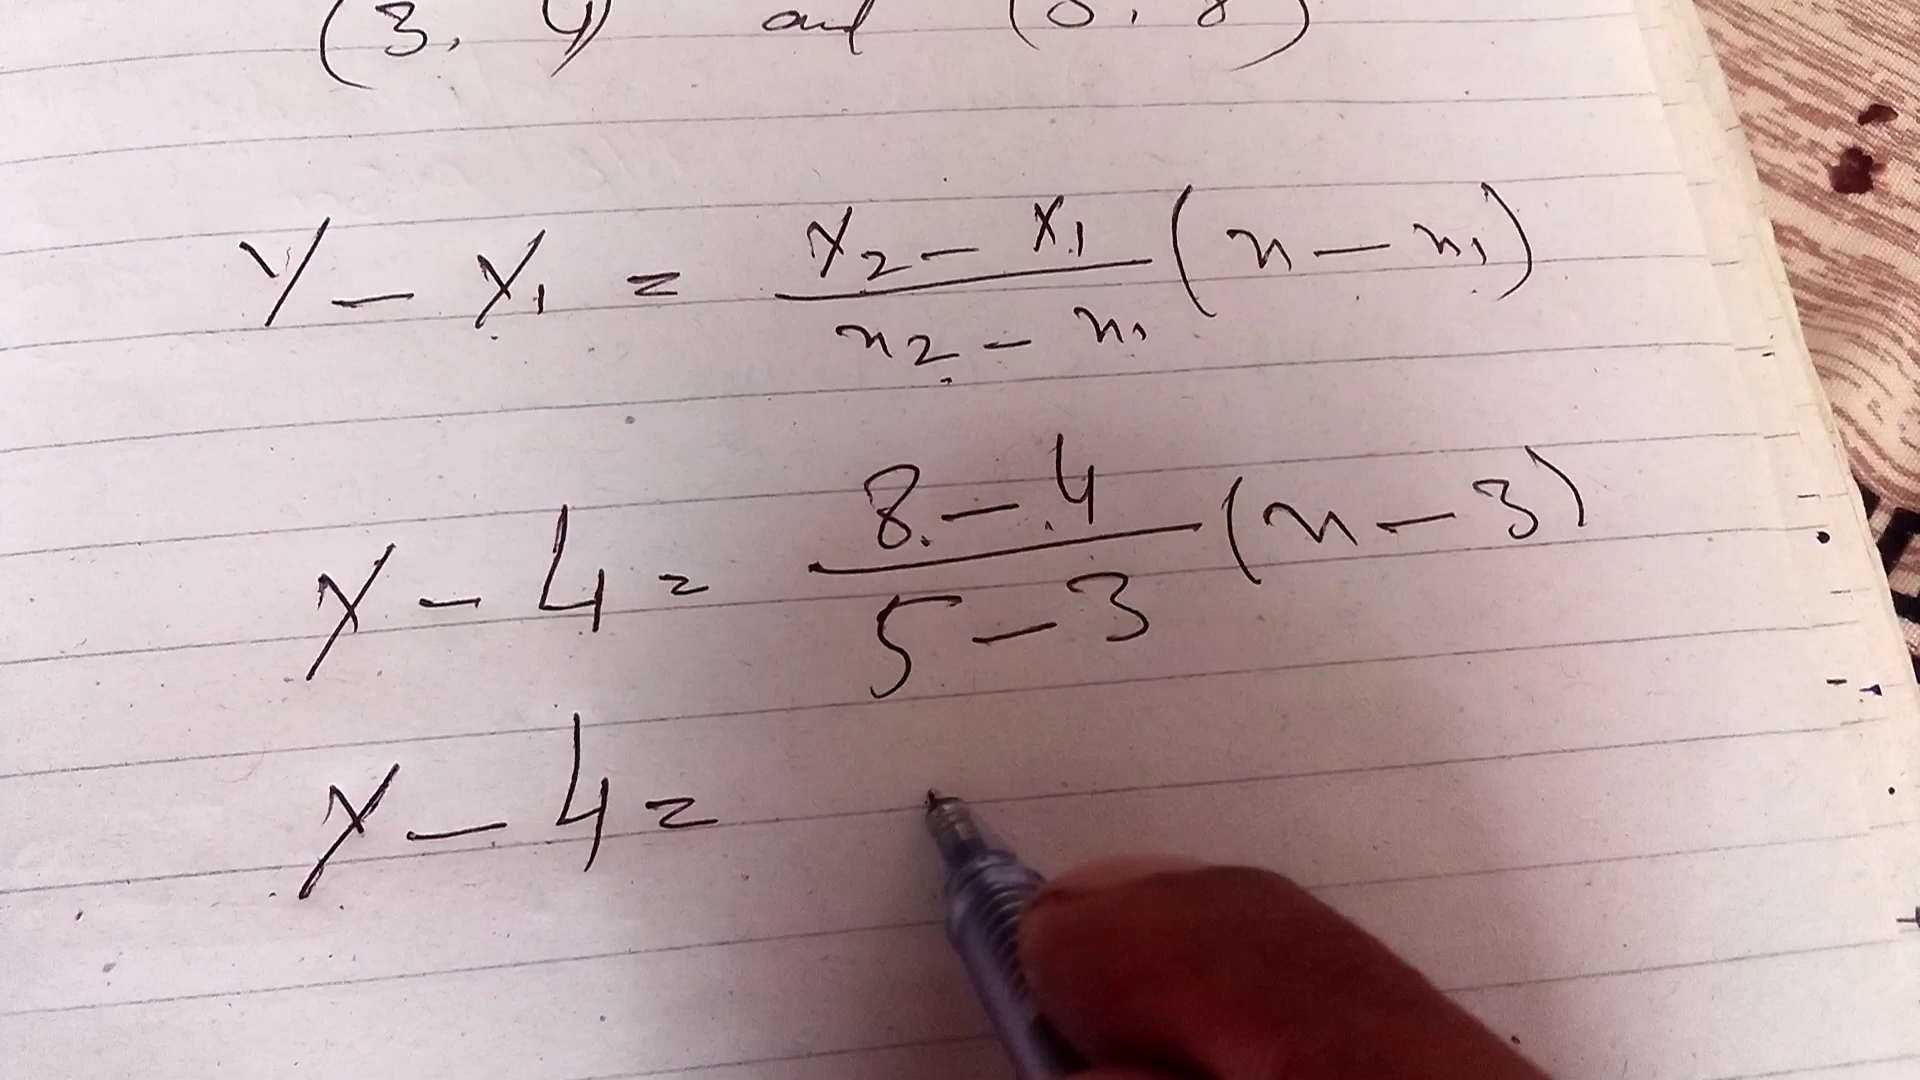 (3, 4) and (5, 8)
y - y₁ = y₂ - y₁ / x₂ - x₁ (x - x₁)
y - 4 = 8 - 4 / 5 - 3 (x - 3)
y - 4 =